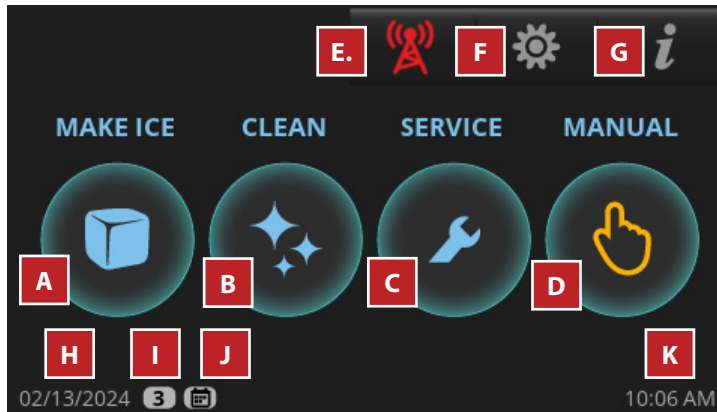 E. F G i
MAKE ICE CLEAN SERVICE MANUAL
A B C D
H I J K
02/13/2024 3 10:06 AM